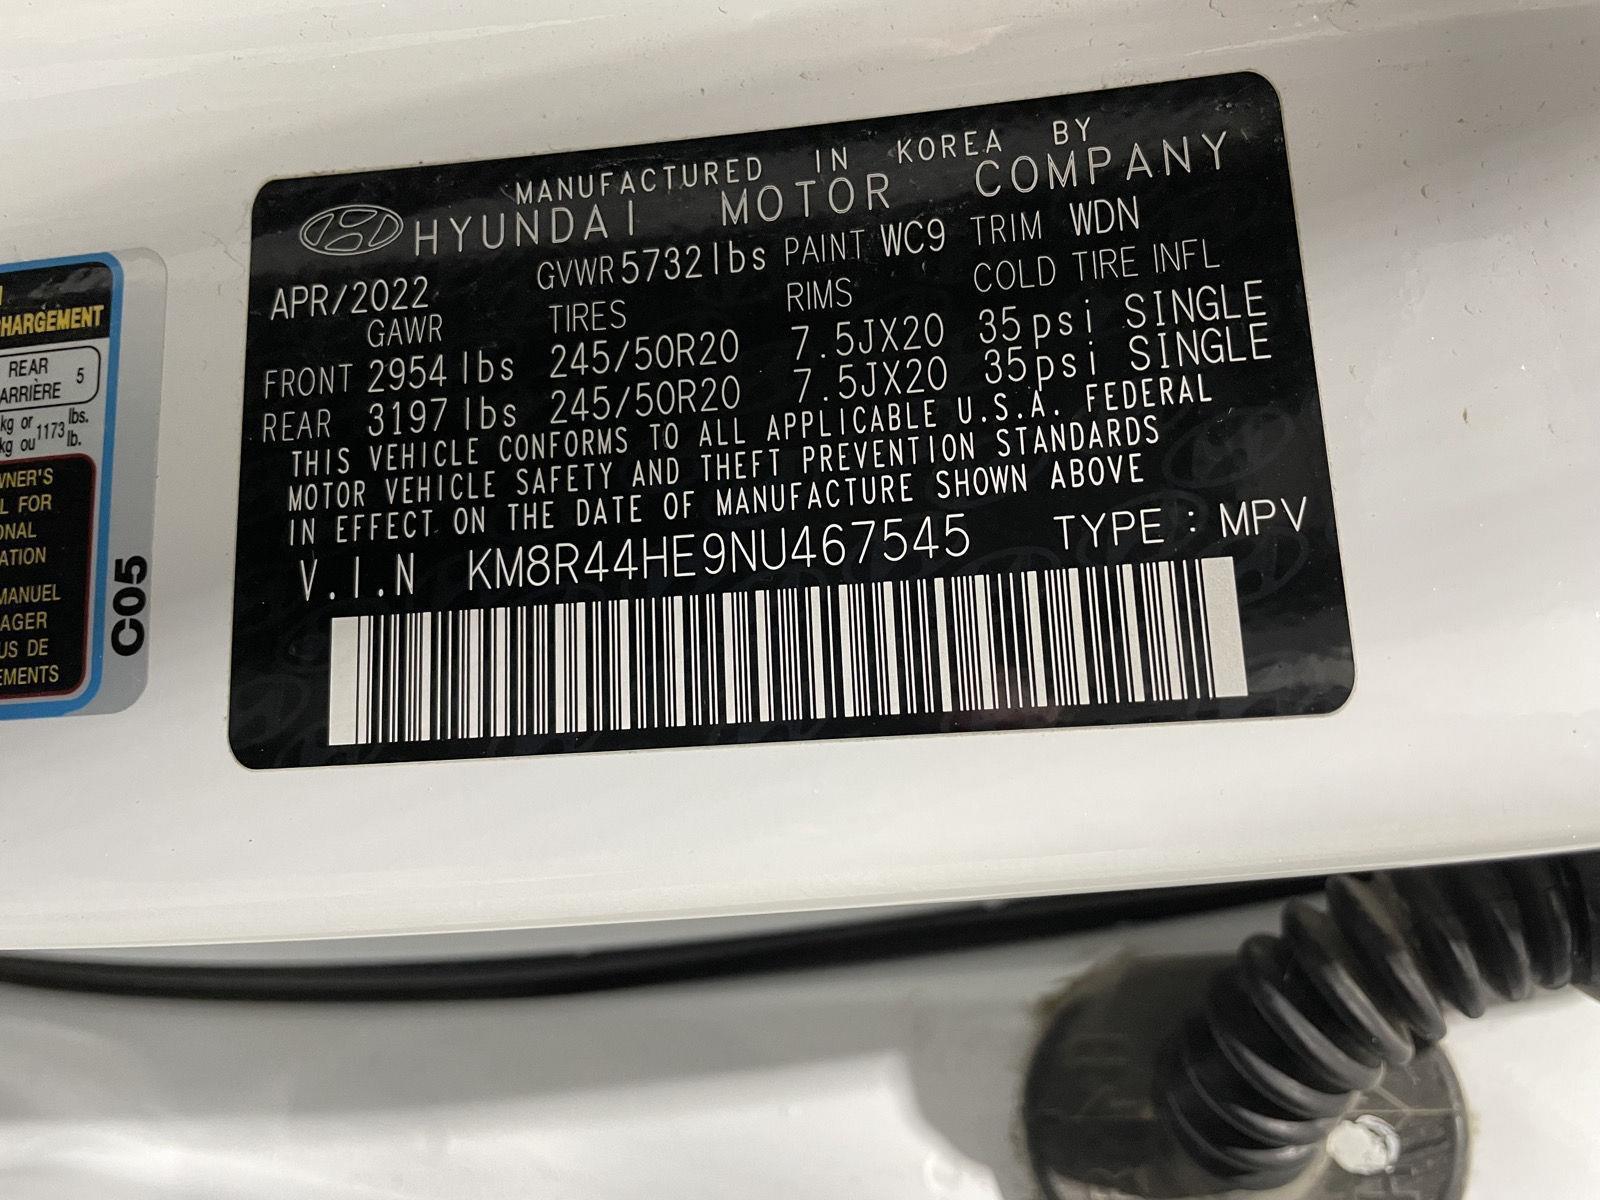 MANUFACTURED IN KOREA BY
HYUNDAI MOTOR COMPANY
APR/2022 GVWR 5732 lbs PAINT WC9 TRIM WDN
GAWR TIRES RIMS COLD TIRE INFL
FRONT 2954 lbs 245/50R20 7.5JX20 35psi SINGLE
REAR 3197 lbs 245/50R20 7.5JX20 35psi SINGLE
THIS VEHICLE CONFORMS TO ALL APPLICABLE U.S.A. FEDERAL
MOTOR VEHICLE SAFETY AND THEFT PREVENTION STANDARDS
IN EFFECT ON THE DATE OF MANUFACTURE SHOWN ABOVE
V.I.N KM8R44HE9NU467545 TYPE : MPV
HARGEMENT
REAR
ARRIÈRE 5
kg or 1173 lbs.
kg ou lb.
WNER'S
L FOR
ONAL
ATION
MANUEL
AGER
US DE
EMENTS
C05